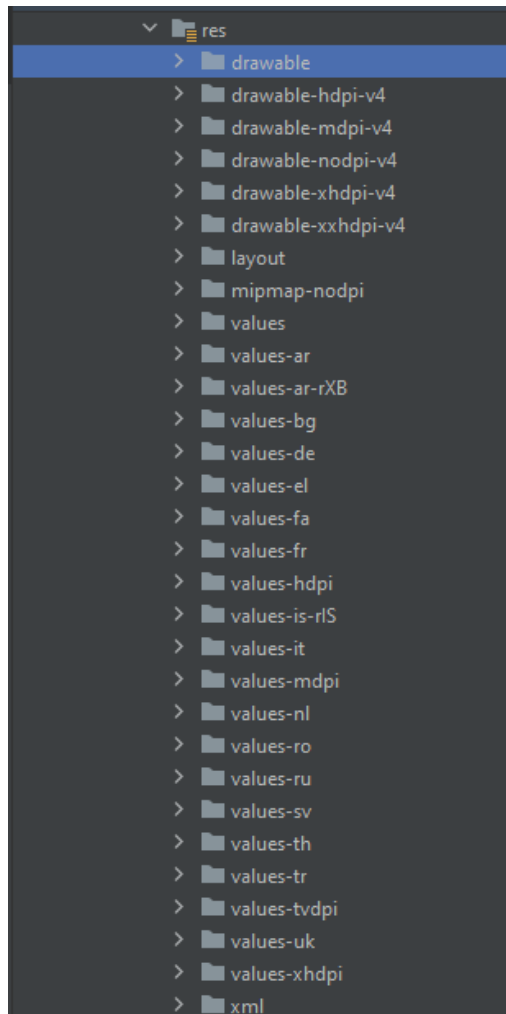 res
drawable
drawable-hdpi-v4
drawable-mdpi-v4
drawable-nodpi-v4
drawable-xhdpi-v4
drawable-xxhdpi-v4
layout
mipmap-nodpi
values
values-ar
values-ar-rXB
values-bg
values-de
values-el
values-fa
values-fr
values-hdpi
values-is-rIS
values-it
values-mdpi
values-nl
values-ro
values-ru
values-sv
values-th
values-tr
values-tvdpi
values-uk
values-xhdpi
xml